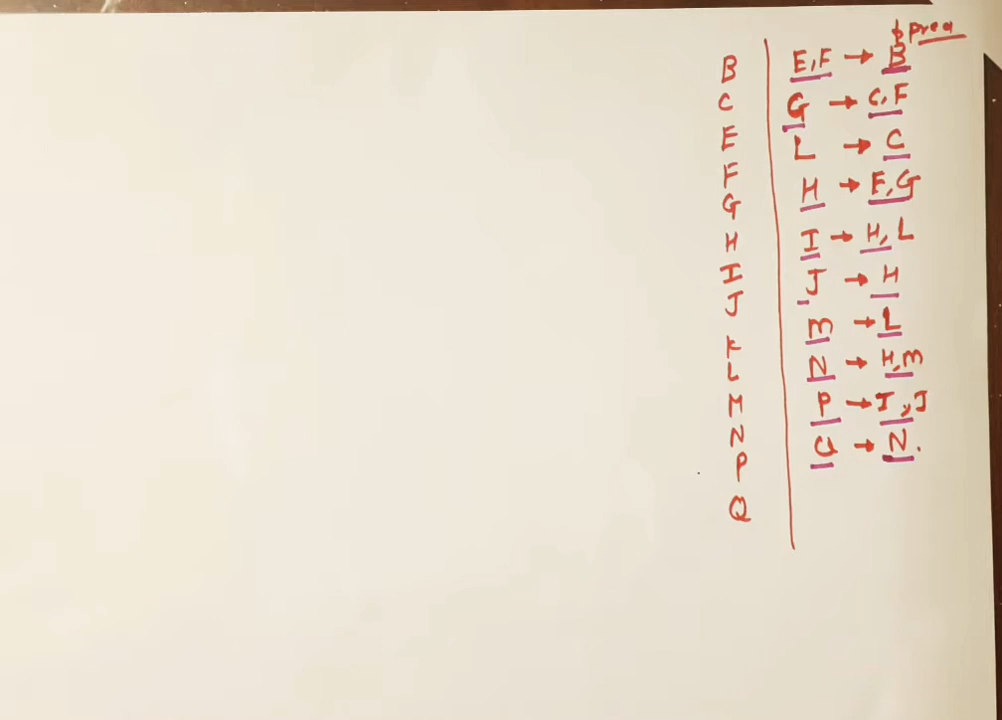 pred
B E,F → B
C G → C,F
E L → C
F H → F,G
G I → H, L
H J → H
I M → L
J N → H,M
K P → I, J
L Q → N.
M
N
P
Q